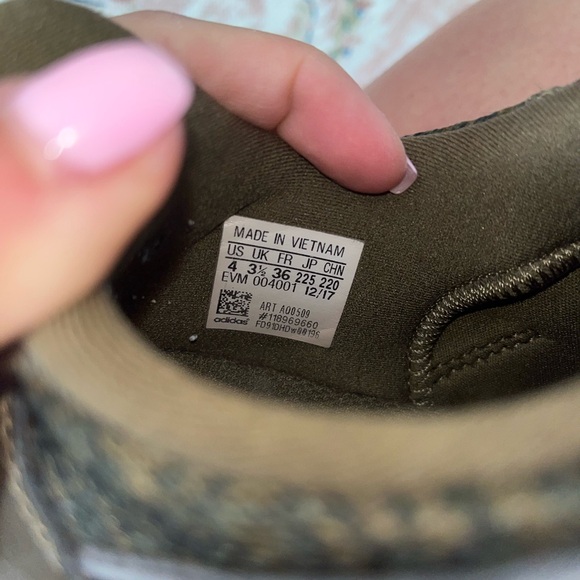 MADE IN VIETNAM
US UK FR JP CHN
4 3½ 36 225 220
EVM 004001 12/17
ART AQ0509
#118969660
adidas